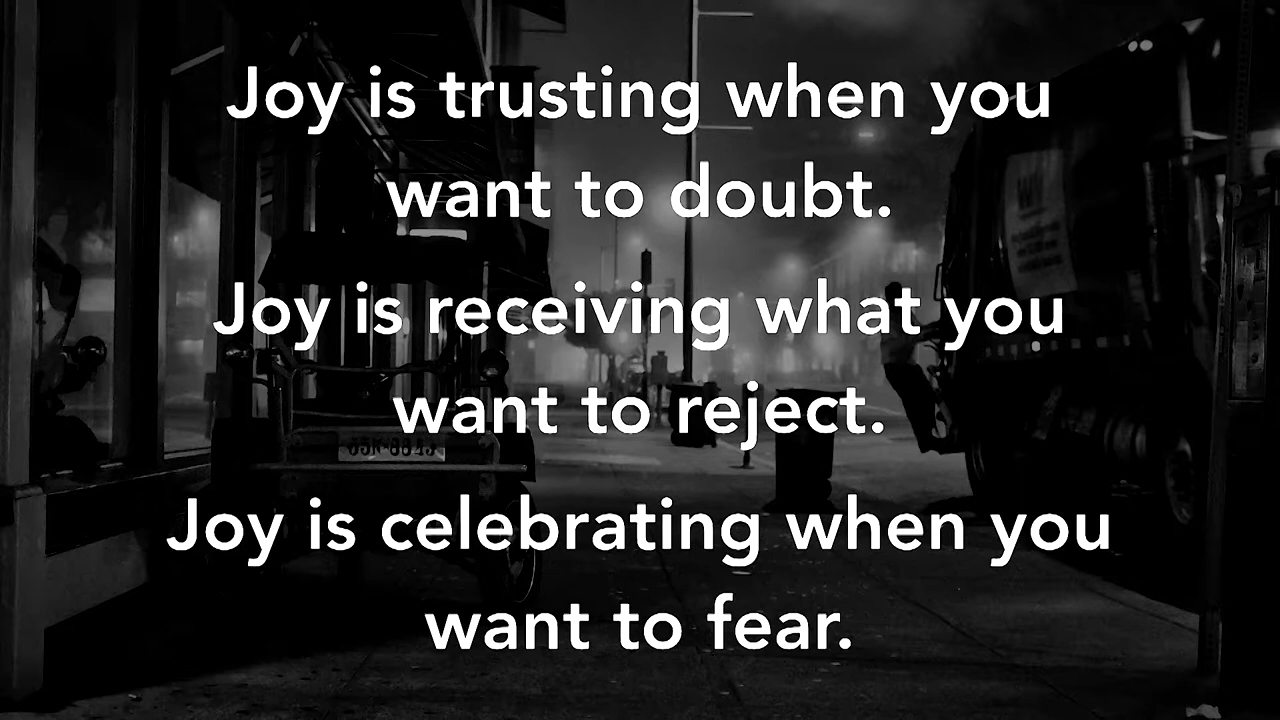 Joy is trusting when you
want to doubt.
Joy is receiving what you
want to reject.
Joy is celebrating when you
want to fear.